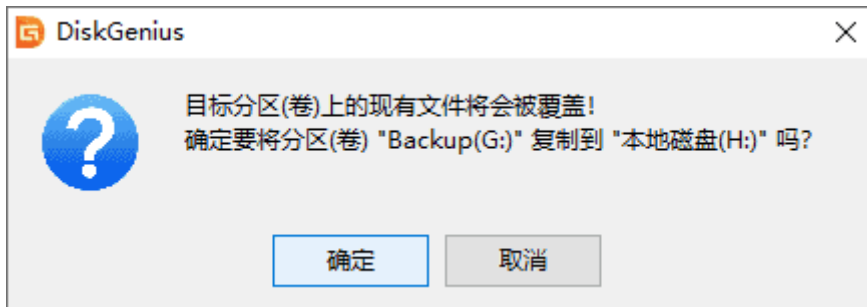 DiskGenius
目标分区(卷)上的现有文件将会被覆盖!
确定要将分区(卷) "Backup(G:)" 复制到 "本地磁盘(H:)" 吗?
确定
取消